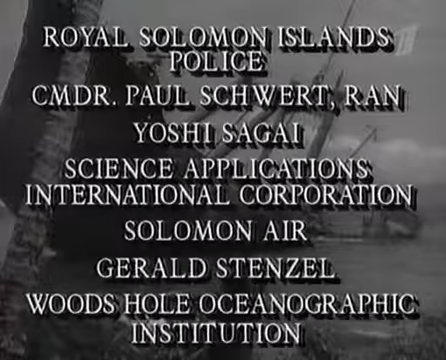 ROYAL SOLOMON ISLANDS
POLICE
CMDR. PAUL SCHWERT, RAN
YOSHI SAGAI
SCIENCE APPLICATIONS
INTERNATIONAL CORPORATION
SOLOMON AIR
GERALD STENZEL
WOODS HOLE OCEANOGRAPHIC
INSTITUTION